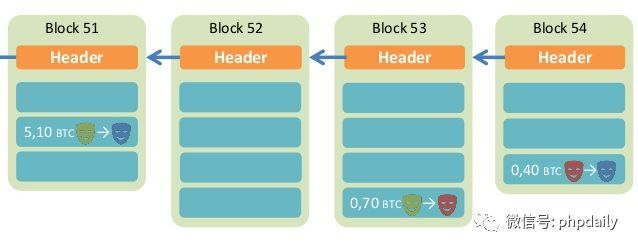 Block 51
Header
5,10 BTC →
Block 52
Header
Block 53
Header
0,70 BTC →
Block 54
Header
0,40 BTC →
微信号: phpdaily